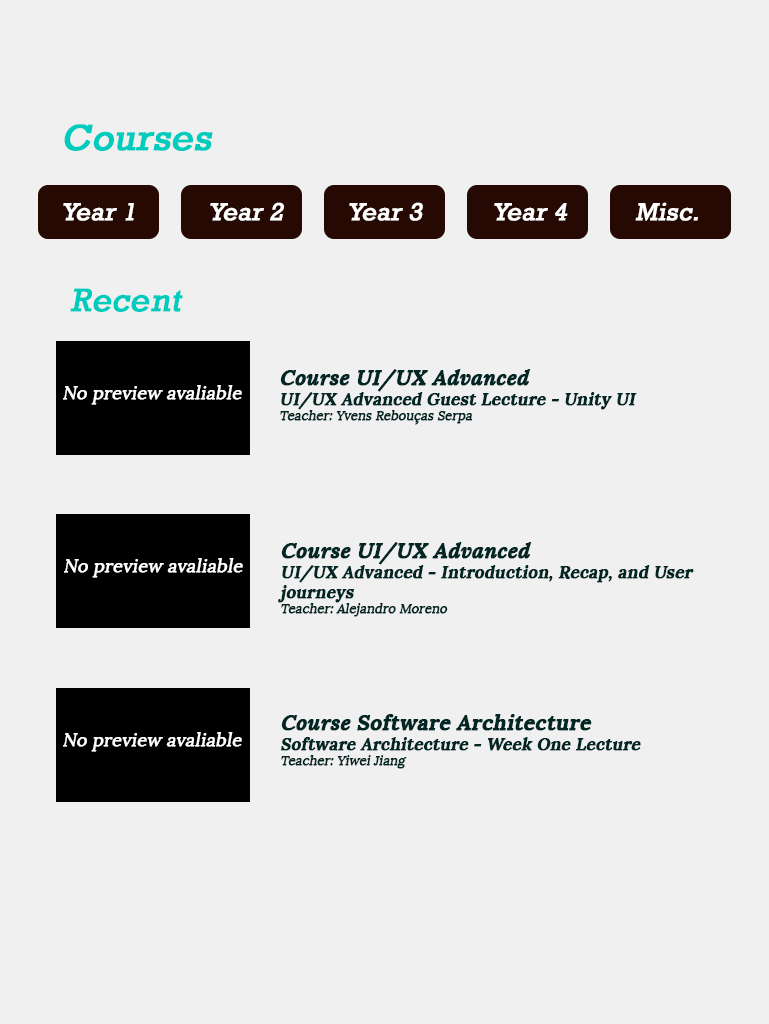 Courses
Year 1
Year 2
Year 3
Year 4
Misc.
Recent
No preview avaliable
Course UI/UX Advanced
UI/UX Advanced Guest Lecture - Unity UI
Teacher: Yvens Rebouças Serpa
No preview avaliable
Course UI/UX Advanced
UI/UX Advanced - Introduction, Recap, and User
journeys
Teacher: Alejandro Moreno
No preview avaliable
Course Software Architecture
Software Architecture - Week One Lecture
Teacher: Yiwei Jiang